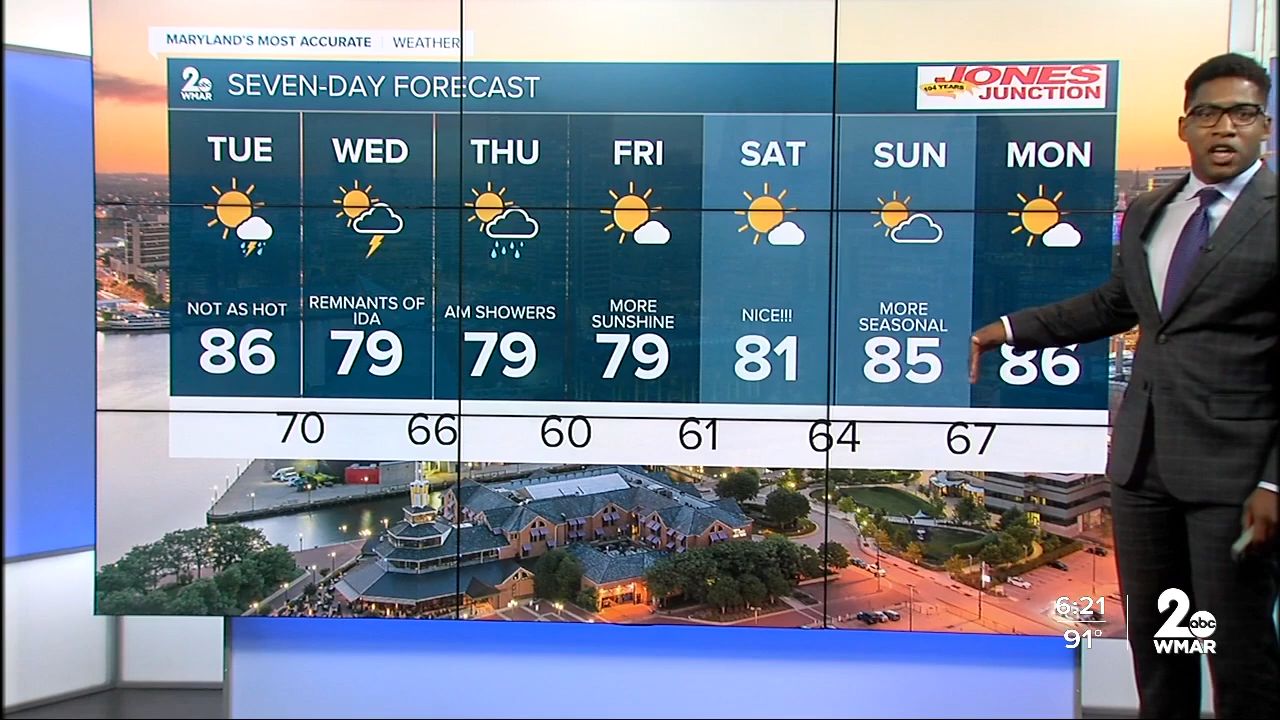 MARYLAND'S MOST ACCURATE | WEATHER
2 abc WMAR SEVEN-DAY FORECAST
104 YEARS JONES JUNCTION
TUE WED THU FRI SAT SUN MON
NOT AS HOT
REMNANTS OF IDA
AM SHOWERS
MORE SUNSHINE
NICE!!!
MORE SEASONAL
86 79 79 79 81 85 86
70 66 60 61 64 67
6:21
91°
2 abc
WMAR